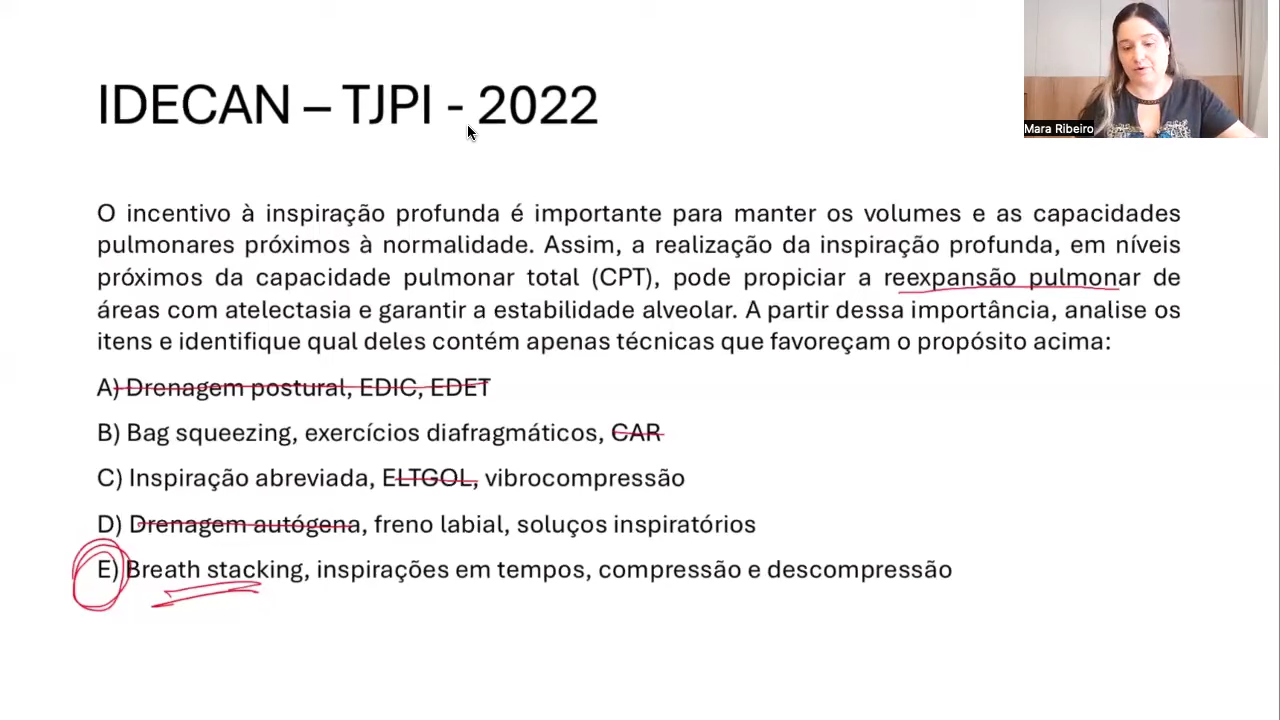 IDECAN – TJPI - 2022
Mara Ribeiro
O incentivo à inspiração profunda é importante para manter os volumes e as capacidades
pulmonares próximos à normalidade. Assim, a realização da inspiração profunda, em níveis
próximos da capacidade pulmonar total (CPT), pode propiciar a reexpansão pulmonar de
áreas com atelectasia e garantir a estabilidade alveolar. A partir dessa importância, analise os
itens e identifique qual deles contém apenas técnicas que favoreçam o propósito acima:
A) Drenagem postural, EDIC, EDET
B) Bag squeezing, exercícios diafragmáticos, CAR
C) Inspiração abreviada, ELTGOL, vibrocompressão
D) Drenagem autógena, freno labial, soluços inspiratórios
E) Breath stacking, inspirações em tempos, compressão e descompressão